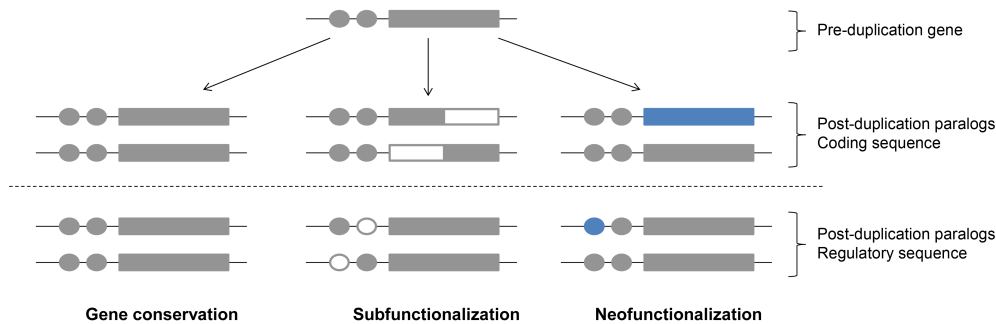 Pre-duplication gene
Post-duplication paralogs
Coding sequence
Post-duplication paralogs
Regulatory sequence
Gene conservation
Subfunctionalization
Neofunctionalization